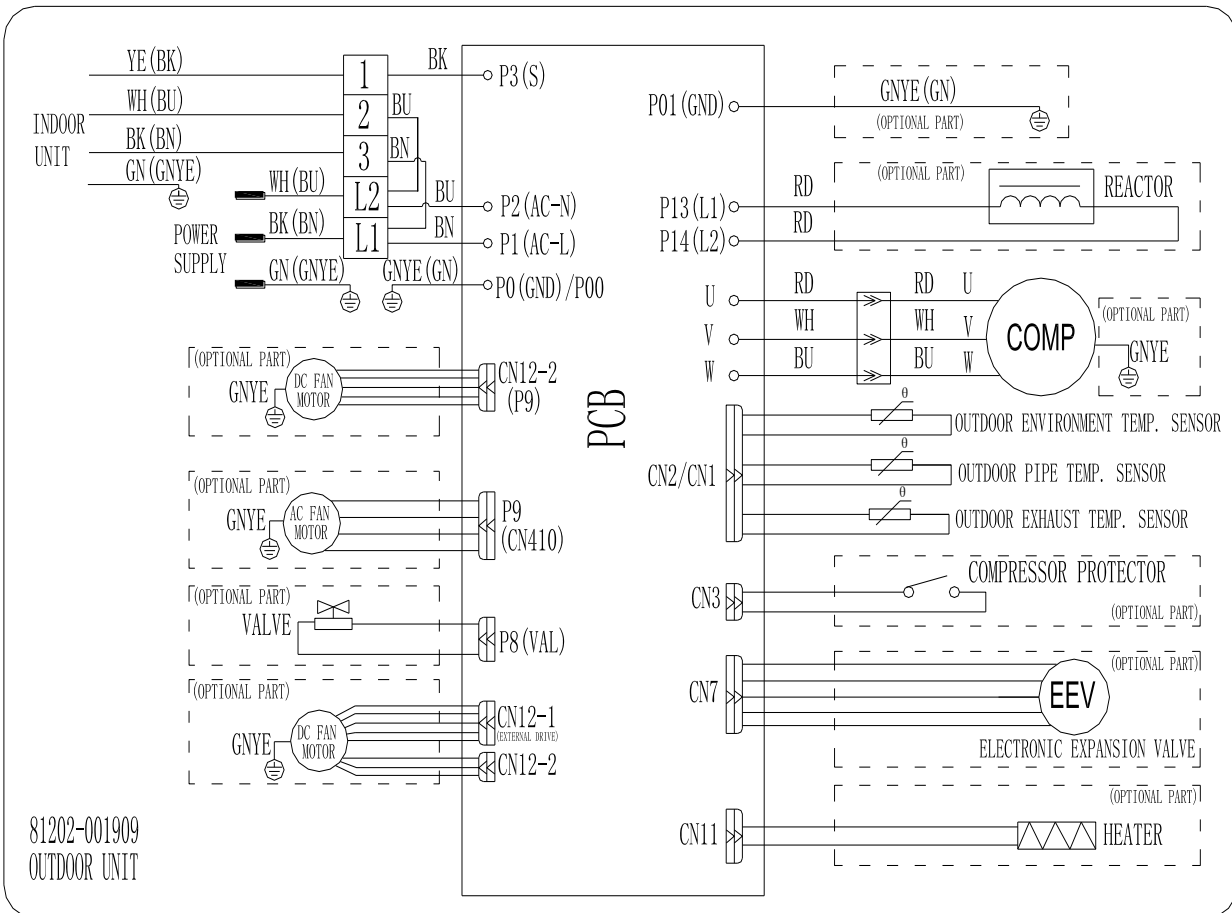 YE(BK)
WH(BU)
BK(BN)
GN(GNYE)
INDOOR
UNIT
1
2
3
L2
L1
BK
BU
BN
BU
BN
P3(S)
P2(AC-N)
P1(AC-L)
WH(BU)
BK(BN)
POWER
SUPPLY
GN(GNYE)
GNYE(GN)
P0(GND)/P00
(OPTIONAL PART)
GNYE
DC FAN
MOTOR
CN12-2
(P9)
(OPTIONAL PART)
GNYE
AC FAN
MOTOR
P9
(CN410)
(OPTIONAL PART)
VALVE
P8(VAL)
(OPTIONAL PART)
GNYE
DC FAN
MOTOR
CN12-1
(EXTERNAL DRIVE)
CN12-2
81202-001909
OUTDOOR UNIT
PCB
P01(GND)
GNYE(GN)
(OPTIONAL PART)
(OPTIONAL PART)
P13(L1)
RD
REACTOR
P14(L2)
RD
U
RD
RD
U
V
WH
WH
V
W
BU
BU
W
COMP
(OPTIONAL PART)
GNYE
CN2/CN1
θ
OUTDOOR ENVIRONMENT TEMP. SENSOR
θ
OUTDOOR PIPE TEMP. SENSOR
θ
OUTDOOR EXHAUST TEMP. SENSOR
CN3
COMPRESSOR PROTECTOR
(OPTIONAL PART)
CN7
(OPTIONAL PART)
EEV
ELECTRONIC EXPANSION VALVE
(OPTIONAL PART)
CN11
HEATER